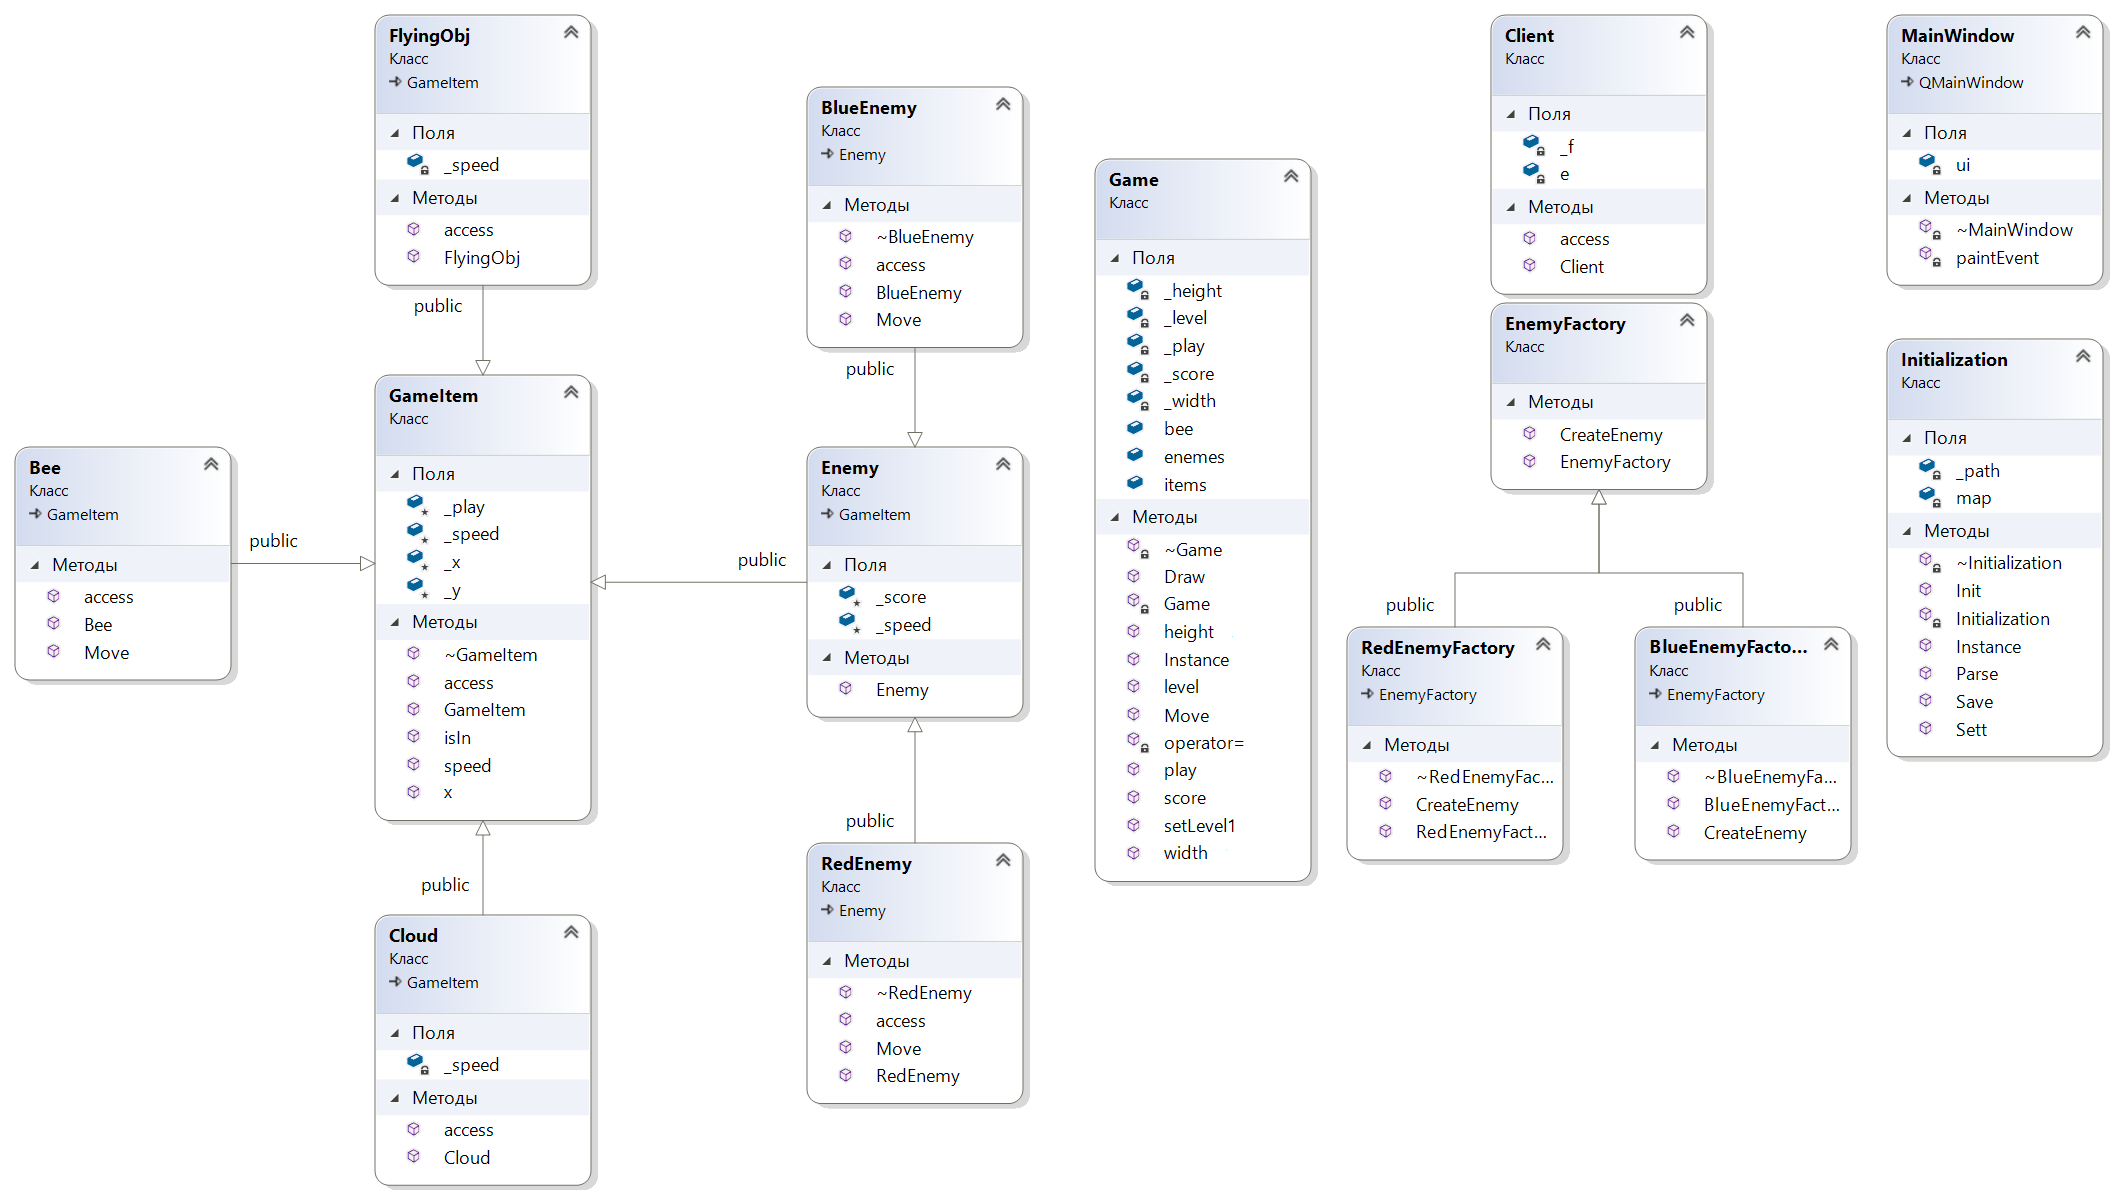 FlyingObj
Класс
GameItem
Поля
_speed
Методы
access
FlyingObj
public
GameItem
Класс
Поля
_play
_speed
_x
_y
Методы
~GameItem
access
GameItem
isIn
speed
x
Bee
Класс
GameItem
Методы
access
Bee
Move
public
public
Cloud
Класс
GameItem
Поля
_speed
Методы
access
Cloud
BlueEnemy
Класс
Enemy
Методы
~BlueEnemy
access
BlueEnemy
Move
public
Enemy
Класс
GameItem
Поля
_score
_speed
Методы
Enemy
public
public
RedEnemy
Класс
Enemy
Методы
~RedEnemy
access
Move
RedEnemy
Game
Класс
Поля
_height
_level
_play
_score
_width
bee
enemes
items
Методы
~Game
Draw
Game
height
Instance
level
Move
operator=
play
score
setLevel1
width
Client
Класс
Поля
_f
e
Методы
access
Client
EnemyFactory
Класс
Методы
CreateEnemy
EnemyFactory
public
public
RedEnemyFactory
Класс
EnemyFactory
Методы
~RedEnemyFac...
CreateEnemy
RedEnemyFact...
BlueEnemyFacto...
Класс
EnemyFactory
Методы
~BlueEnemyFa...
BlueEnemyFact...
CreateEnemy
MainWindow
Класс
QMainWindow
Поля
ui
Методы
~MainWindow
paintEvent
Initialization
Класс
Поля
_path
map
Методы
~Initialization
Init
Initialization
Instance
Parse
Save
Sett